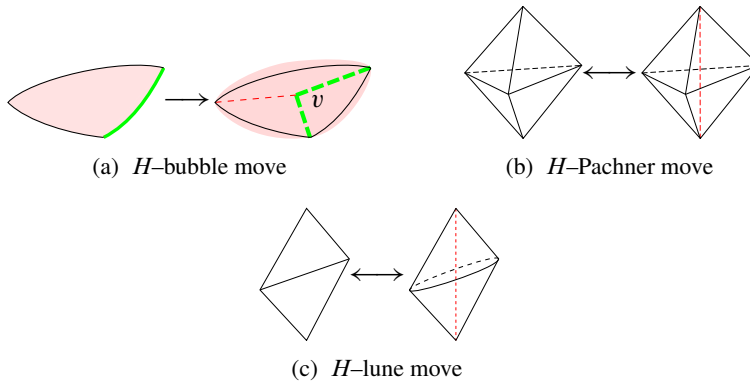 v
(a) H–bubble move
(b) H–Pachner move
(c) H–lune move